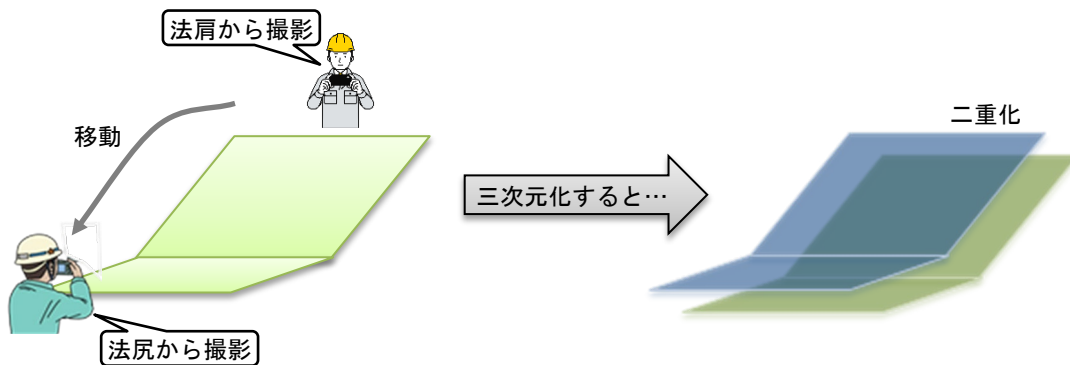 法肩から撮影
移動
法尻から撮影
三次元化すると…
二重化